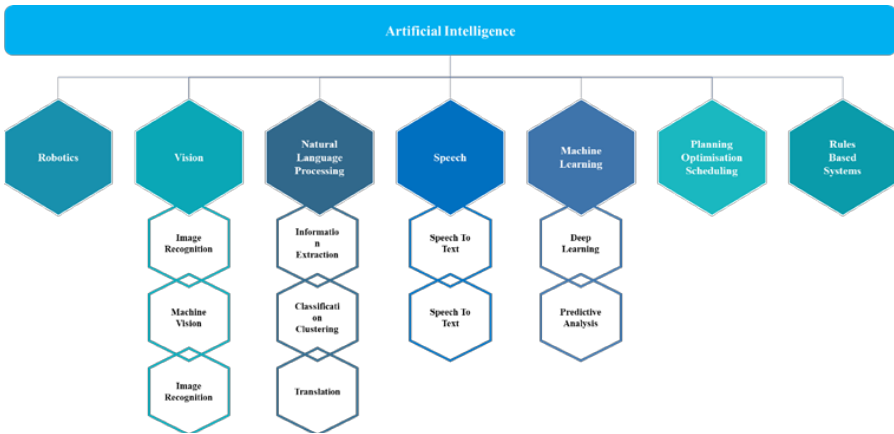 Artificial Intelligence
Robotics
Vision
Natural
Language
Processing
Speech
Machine
Learning
Planning
Optimisation
Scheduling
Rules
Based
Systems
Image
Recognition
Informatio
n
Extraction
Speech To
Text
Deep
Learning
Machine
Vision
Classificati
on
Clustering
Speech To
Text
Predictive
Analysis
Image
Recognition
Translation